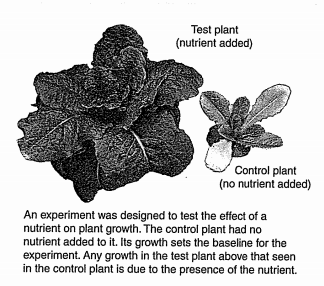 Test plant
(nutrient added)
Control plant
(no nutrient added)
An experiment was designed to test the effect of a
nutrient on plant growth. The control plant had no
nutrient added to it. Its growth sets the baseline for the
experiment. Any growth in the test plant above that seen
in the control plant is due to the presence of the nutrient.